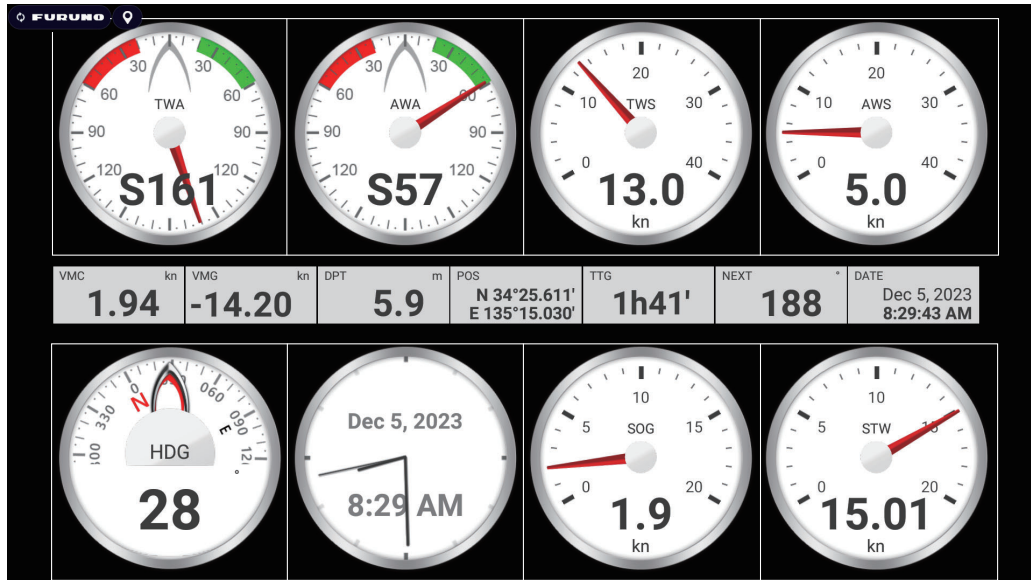 FURUNO
30 30
60 60
TWA
90 90
120 120
S161
30 30
60 60
AWA
90 90
120 120
S57
20
10 30
TWS
0 40
13.0
kn
20
10 30
AWS
0 40
5.0
kn
VMC kn
1.94
VMG kn
-14.20
DPT m
5.9
POS
N 34°25.611'
E 135°15.030'
TTG
1h41'
NEXT °
188
DATE
Dec 5, 2023
8:29:43 AM
300 330 0 N 060 090 E
HDG
°
28
Dec 5, 2023
8:29 AM
10
5 15
SOG
0 20
1.9
kn
10
5 15
STW
0 20
15.01
kn